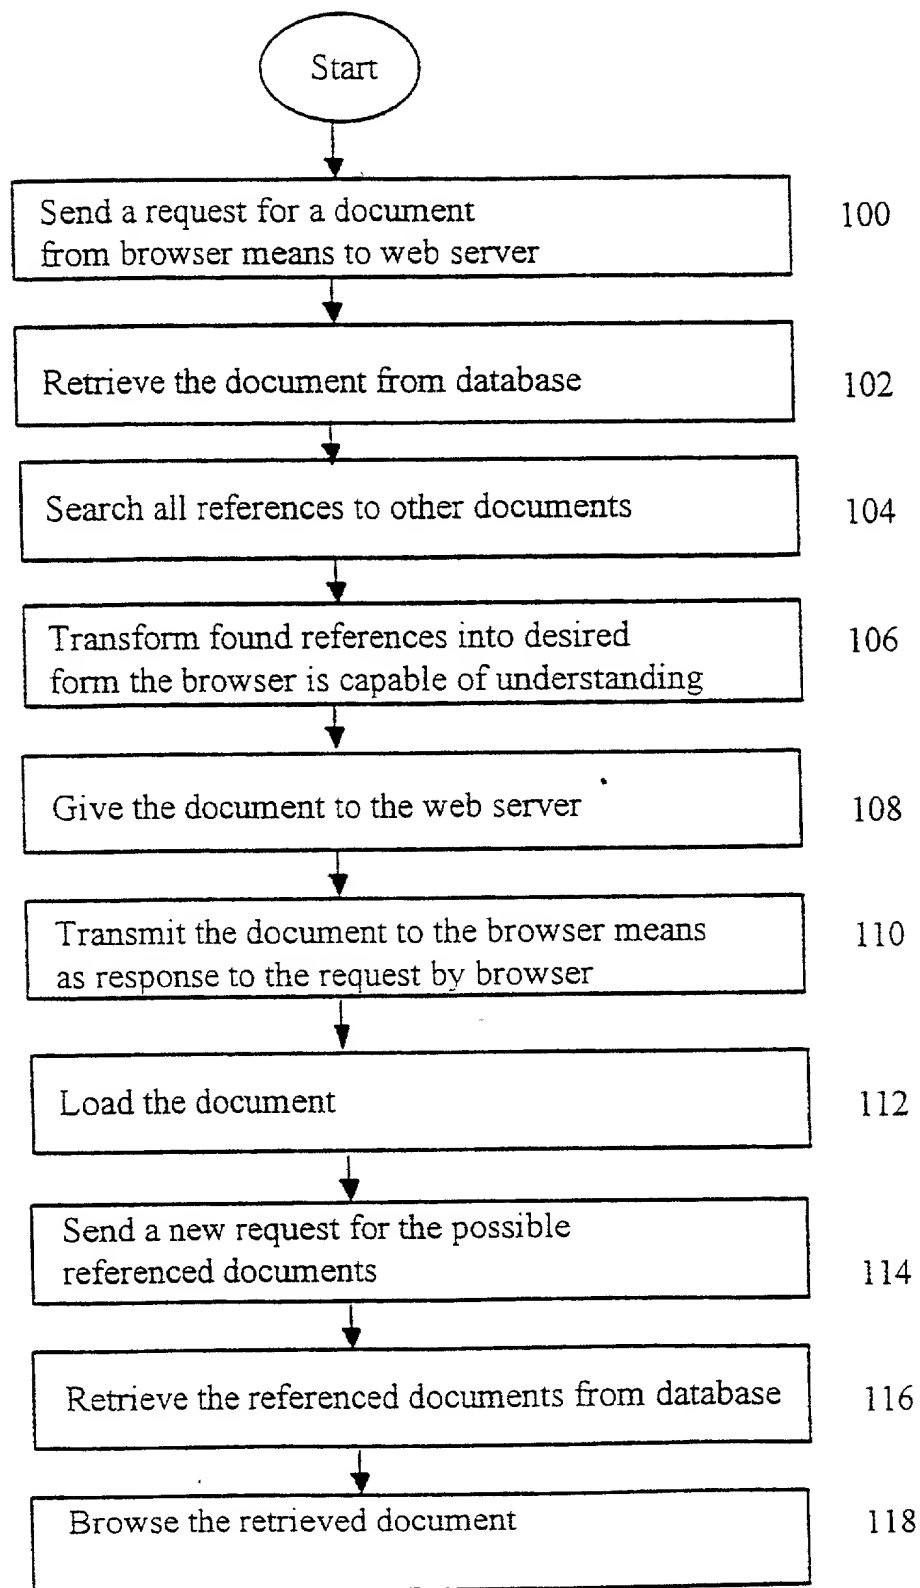 Start
Send a request for a document
from browser means to web server
100
Retrieve the document from database
102
Search all references to other documents
104
Transform found references into desired
form the browser is capable of understanding
106
Give the document to the web server
108
Transmit the document to the browser means
as response to the request by browser
110
Load the document
112
Send a new request for the possible
referenced documents
114
Retrieve the referenced documents from database
116
Browse the retrieved document
118